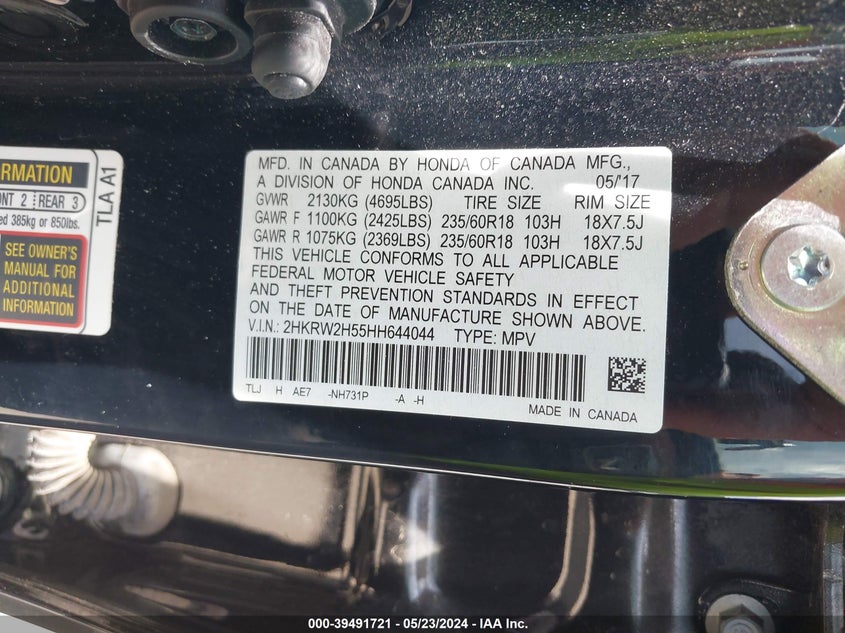 ORMATION
ONT 2 REAR 3
ed 385kg or 850lbs.
SEE OWNER'S
MANUAL FOR
ADDITIONAL
INFORMATION
TLA A1
MFD. IN CANADA BY HONDA OF CANADA MFG.,
A DIVISION OF HONDA CANADA INC. 05/17
GVWR 2130KG (4695LBS) TIRE SIZE RIM SIZE
GAWR F 1100KG (2425LBS) 235/60R18 103H 18X7.5J
GAWR R 1075KG (2369LBS) 235/60R18 103H 18X7.5J
THIS VEHICLE CONFORMS TO ALL APPLICABLE
FEDERAL MOTOR VEHICLE SAFETY
AND THEFT PREVENTION STANDARDS IN EFFECT
ON THE DATE OF MANUFACTURE SHOWN ABOVE.
V.I.N.: 2HKRW2H55HH644044 TYPE: MPV
TLJ H AE7 -NH731P -A -H
MADE IN CANADA
000-39491721 - 05/23/2024 - IAA Inc.